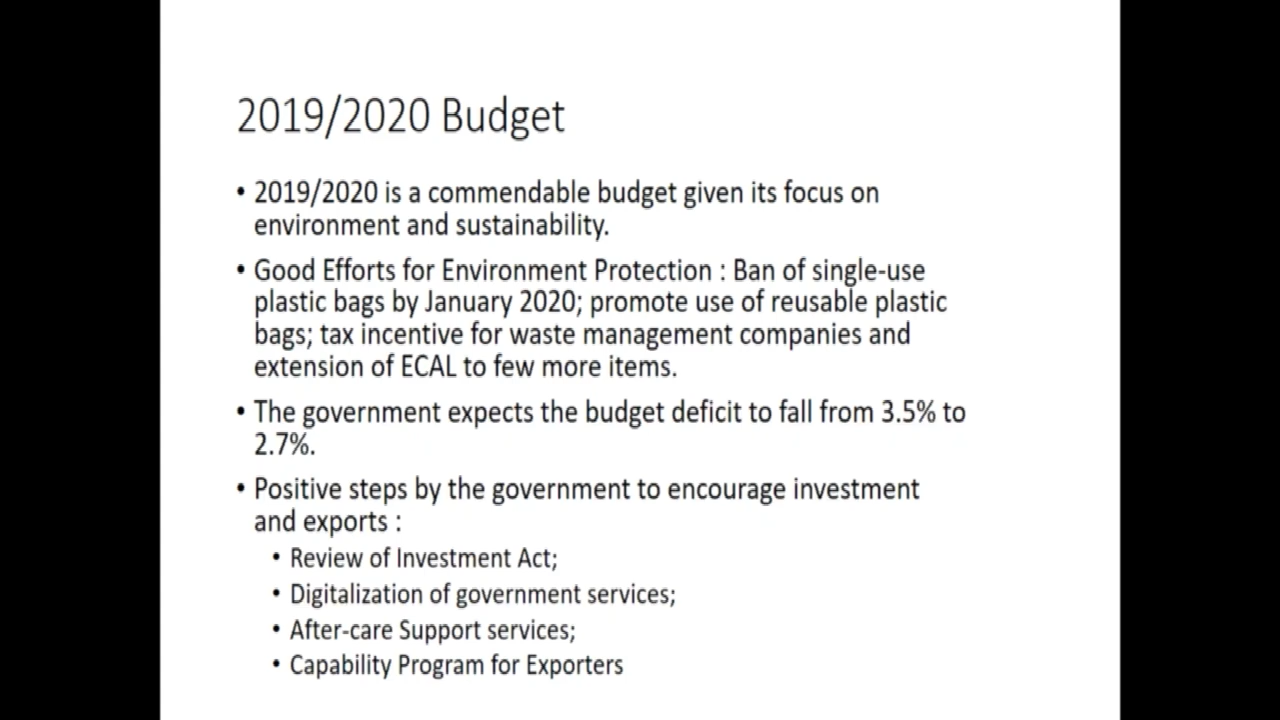 2019/2020 Budget
• 2019/2020 is a commendable budget given its focus on
environment and sustainability.
• Good Efforts for Environment Protection : Ban of single-use
plastic bags by January 2020; promote use of reusable plastic
bags; tax incentive for waste management companies and
extension of ECAL to few more items.
• The government expects the budget deficit to fall from 3.5% to
2.7%.
• Positive steps by the government to encourage investment
and exports :
• Review of Investment Act;
• Digitalization of government services;
• After-care Support services;
• Capability Program for Exporters